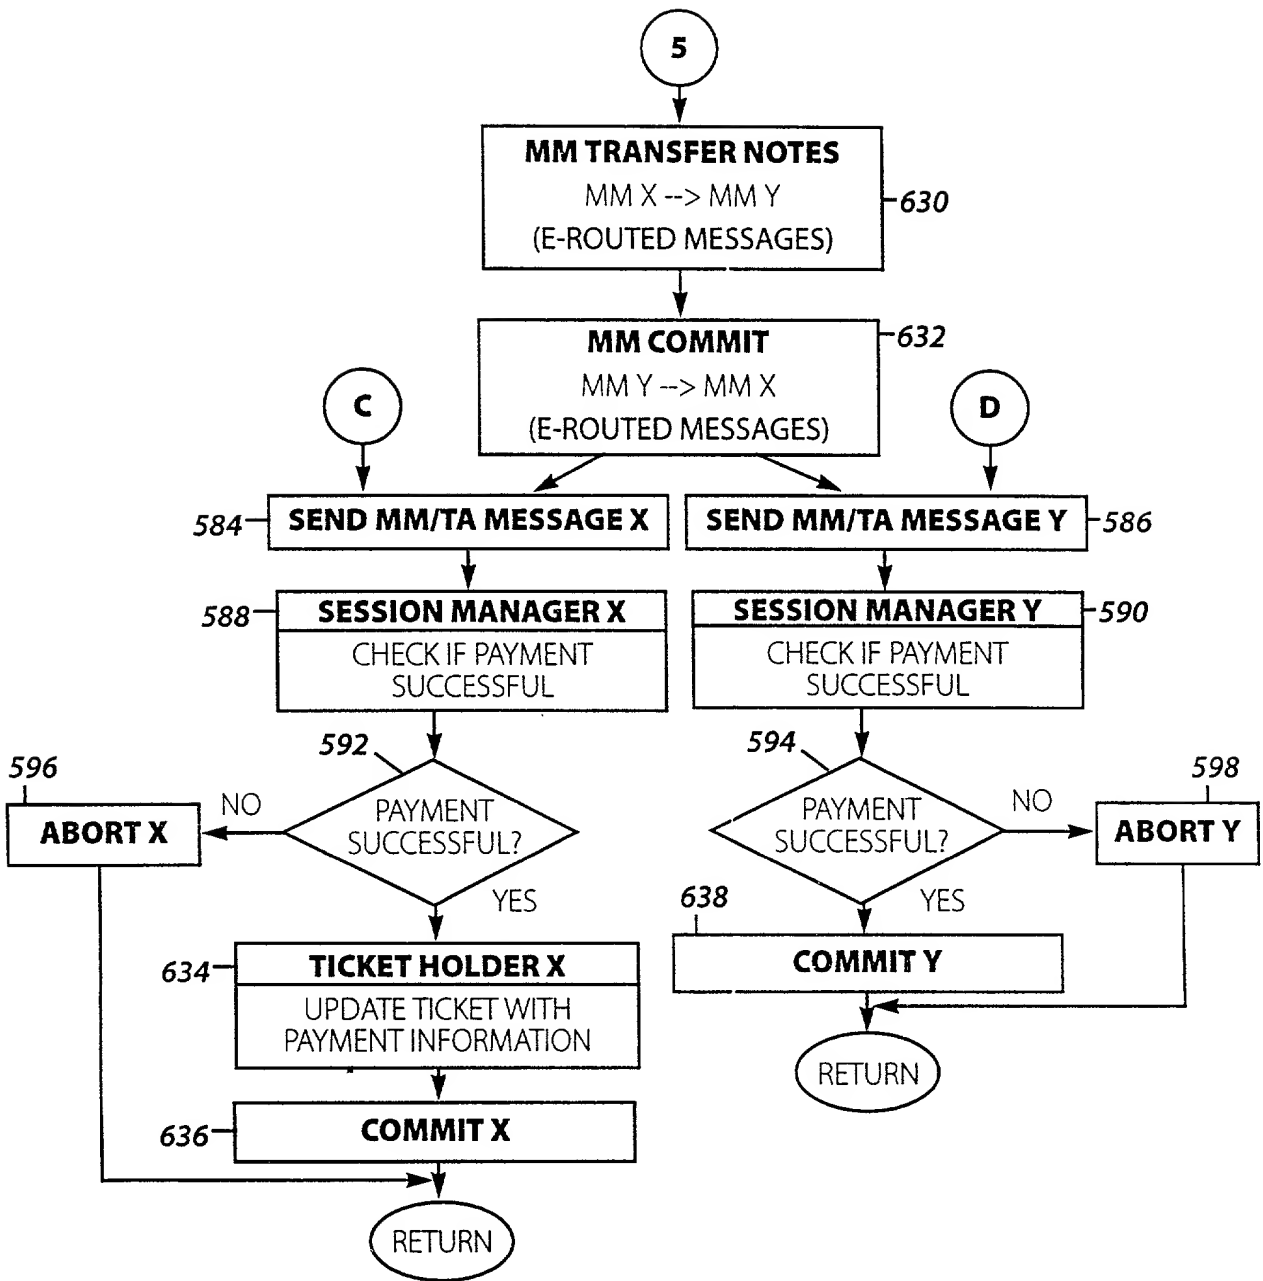 5
MM TRANSFER NOTES
MM X --> MM Y
(E-ROUTED MESSAGES)
630
MM COMMIT
MM Y --> MM X
(E-ROUTED MESSAGES)
632
C
D
584
SEND MM/TA MESSAGE X
SEND MM/TA MESSAGE Y
586
588
SESSION MANAGER X
CHECK IF PAYMENT
SUCCESSFUL
SESSION MANAGER Y
CHECK IF PAYMENT
SUCCESSFUL
590
592
594
596
598
PAYMENT
SUCCESSFUL?
NO
ABORT X
YES
PAYMENT
SUCCESSFUL?
NO
ABORT Y
YES
638
COMMIT Y
634
TICKET HOLDER X
UPDATE TICKET WITH
PAYMENT INFORMATION
RETURN
636
COMMIT X
RETURN